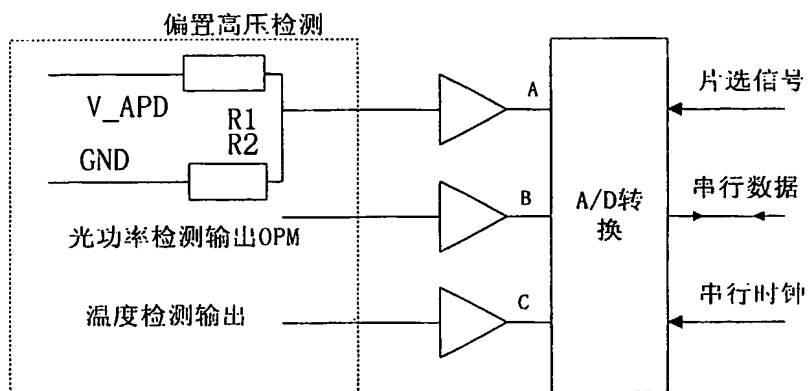 偏置高压检测
V_APD
R1
R2
GND
光功率检测输出OPM
温度检测输出
A
B
C
A/D转
换
片选信号
串行数据
串行时钟